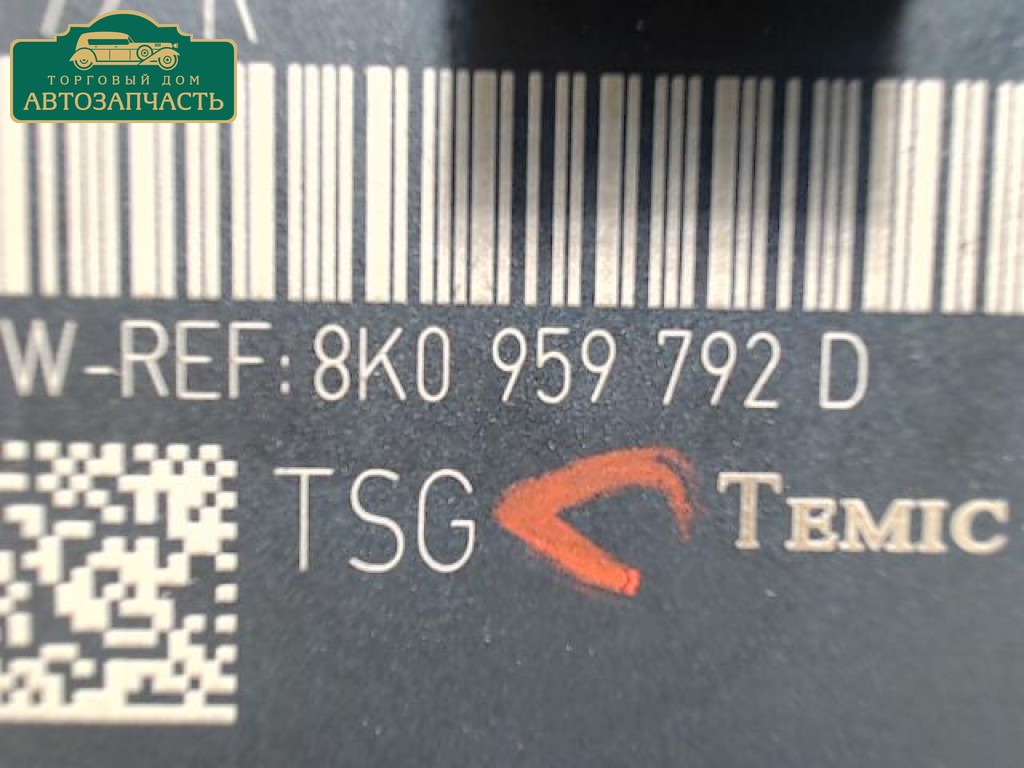 ТОРГОВЫЙ ДОМ
АВТОЗАПЧАСТЬ
W-REF: 8K0 959 792 D
TSG TEMIC